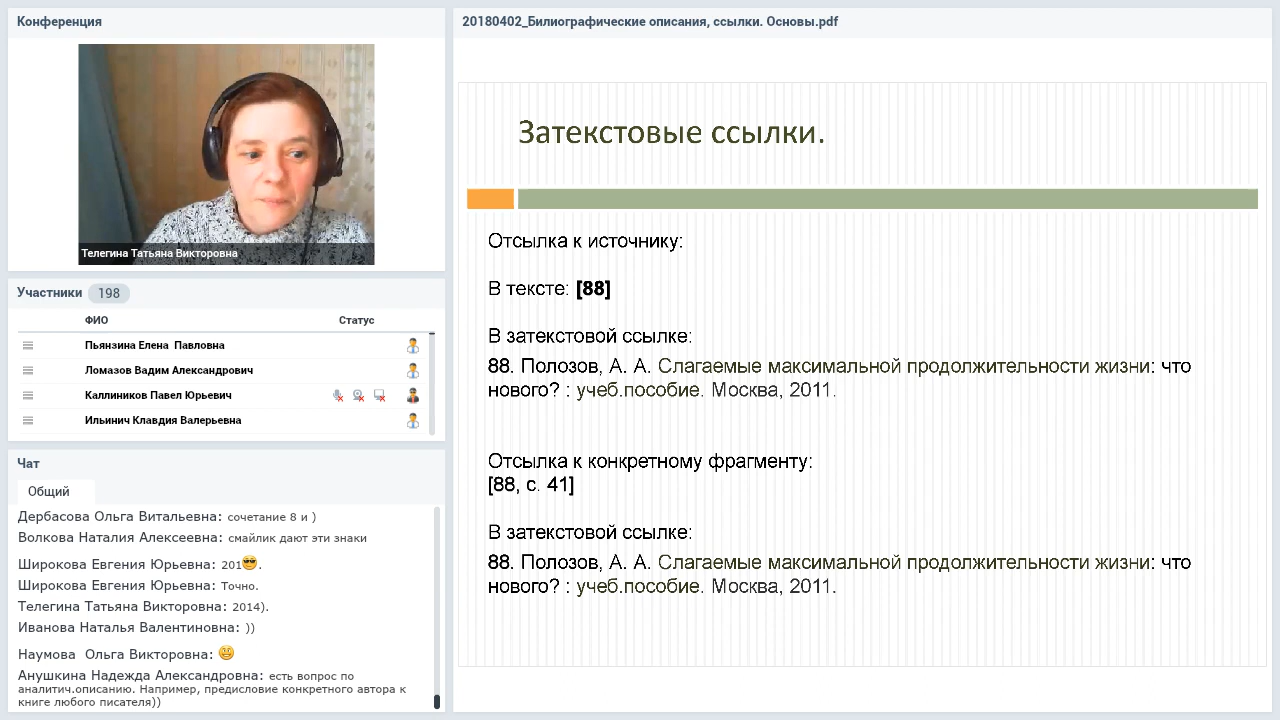 Конференция
Телегина Татьяна Викторовна
Участники 198
ФИО Статус
Пьянзина Елена Павловна
Ломазов Вадим Александрович
Каллиников Павел Юрьевич
Ильинич Клавдия Валерьевна
Чат
Общий
Дербасова Ольга Витальевна: сочетание 8 и )
Волкова Наталия Алексеевна: смайлик дают эти знаки
Широкова Евгения Юрьевна: 201😎.
Широкова Евгения Юрьевна: Точно.
Телегина Татьяна Викторовна: 2014).
Иванова Наталья Валентиновна: ))
Наумова Ольга Викторовна:
Анушкина Надежда Александровна: есть вопрос по
аналитич.описанию. Например, предисловие конкретного автора к
книге любого писателя))
20180402_Билиографические описания, ссылки. Основы.pdf
Затекстовые ссылки.
Отсылка к источнику:
В тексте: [88]
В затекстовой ссылке:
88. Полозов, А. А. Слагаемые максимальной продолжительности жизни: что
нового? : учеб.пособие. Москва, 2011.
Отсылка к конкретному фрагменту:
[88, с. 41]
В затекстовой ссылке:
88. Полозов, А. А. Слагаемые максимальной продолжительности жизни: что
нового? : учеб.пособие. Москва, 2011.